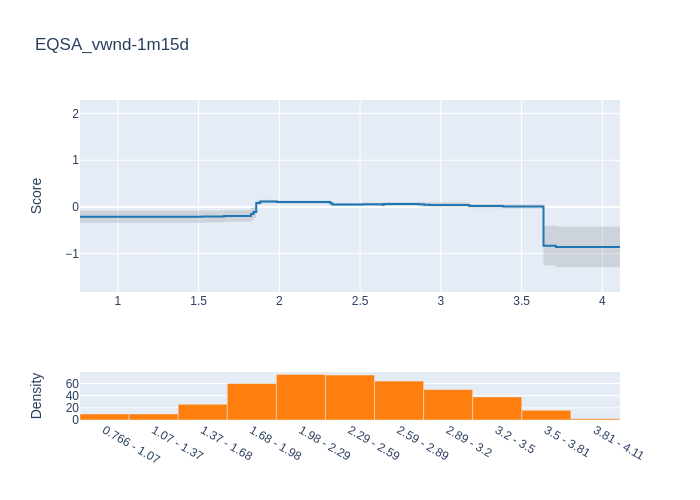 EQSA_vwnd-1m15d
2
1
0
−1
Score
1
1.5
2
2.5
3
3.5
4
60
40
20
0
Density
0.766 - 1.07
1.07 - 1.37
1.37 - 1.68
1.68 - 1.98
1.98 - 2.29
2.29 - 2.59
2.59 - 2.89
2.89 - 3.2
3.2 - 3.5
3.5 - 3.81
3.81 - 4.11